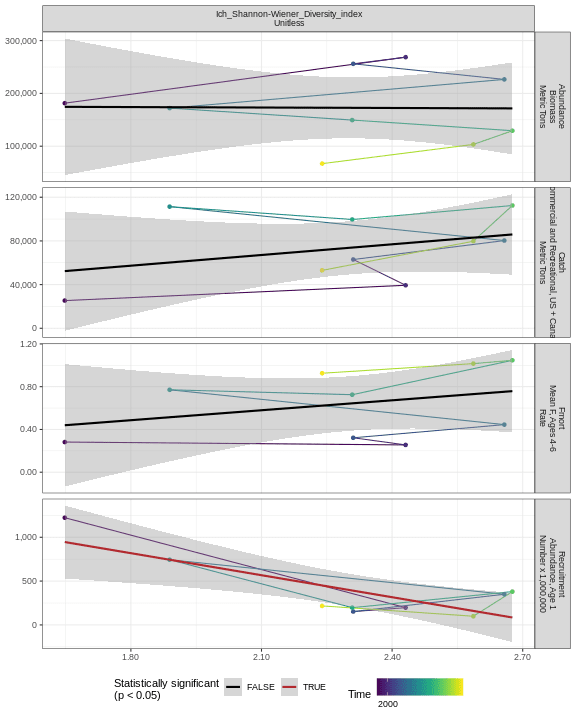 Ich_Shannon-Wiener_Diversity_index
Unitless
300,000
200,000
100,000
Abundance
Biomass
Metric Tons
120,000
80,000
40,000
0
Catch
and Recreational, US +
Metric Tons
1.20
0.80
0.40
0.00
Fmort
Mean F, Ages 4-6
Rate
1,000
500
0
Recruitment
Abundance, Age 1
Number x 1,000,000
1.80
2.10
2.40
2.70
Statistically significant
(p < 0.05)
FALSE
TRUE
Time
2000